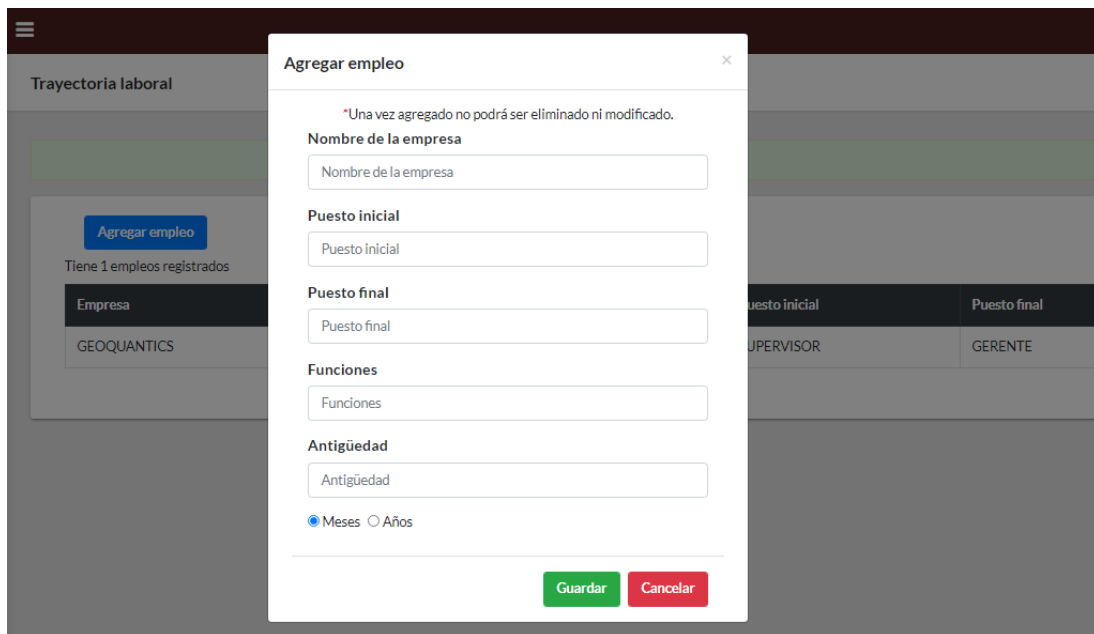 Agregar empleo ×
Trayectoria laboral
*Una vez agregado no podrá ser eliminado ni modificado.
Nombre de la empresa
Nombre de la empresa
Puesto inicial
Puesto inicial
Puesto final
Puesto final
Funciones
Funciones
Antigüedad
Antigüedad
Meses Años
Guardar Cancelar
Agregar empleo
Tiene 1 empleos registrados
Empresa uesto inicial Puesto final
GEOQUANTICS UPERVISOR GERENTE